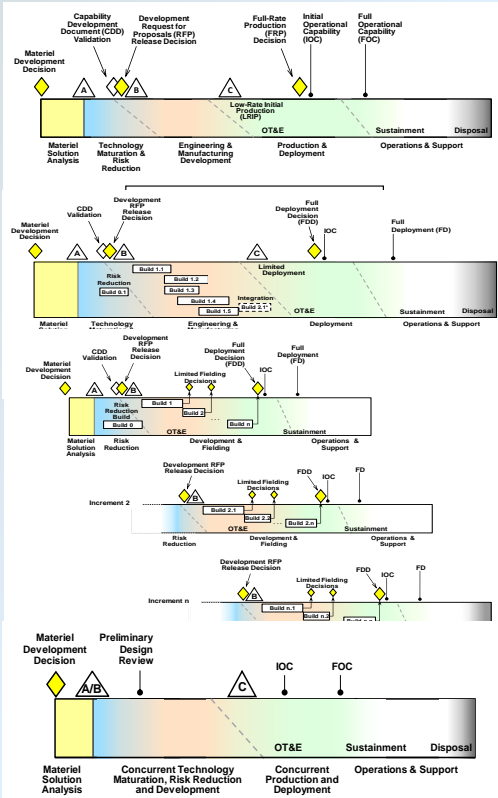 Materiel
Development
Decision
Capability
Development
Document (CDD)
Validation
Development
Request for
Proposals (RFP)
Release Decision
Full-Rate
Production
(FRP)
Decision
Initial
Operational
Capability
(IOC)
Full
Operational
Capability
(FOC)
A
B
C
Low-Rate Initial
Production
(LRIP)
OT&E
Sustainment
Disposal
Materiel
Solution
Analysis
Technology
Maturation &
Risk
Reduction
Engineering &
Manufacturing
Development
Production &
Deployment
Operations & Support
Materiel
Development
Decision
CDD
Validation
Development
RFP
Release
Decision
Full
Deployment
Decision
(FDD)
IOC
Full
Deployment (FD)
A
B
C
Risk
Reduction
Build 0.1
Build 1.1
Build 1.2
Build 1.3
Build 1.4
Build 1.5
Integration
Build 2.1*
Limited
Deployment
OT&E
Sustainment
Disposal
Materiel
Technology
Engineering &
Deployment
Operations & Support
Materiel
Development
Decision
CDD
Validation
Development
RFP
Release
Decision
Limited Fielding
Decisions
Full
Deployment
Decision
(FDD)
IOC
Full
Deployment
(FD)
A
B
Risk
Reduction
Build
Build 0
Build 1
Build 2
Build n
OT&E
Sustainment
Materiel
Solution
Analysis
Risk
Reduction
Development &
Fielding
Operations &
Support
Increment 2
Development RFP
Release Decision
Limited Fielding
Decisions
FDD
IOC
FD
B
Build 2.1
Build 2.2
Build 2.n
OT&E
Sustainment
Risk
Reduction
Development &
Fielding
Operations &
Support
Increment n
Development RFP
Release Decision
Limited Fielding
Decisions
FDD
IOC
FD
B
Build n.1
Build n.2
Materiel
Development
Decision
Preliminary
Design
Review
IOC
FOC
A/B
C
OT&E
Sustainment
Disposal
Materiel
Solution
Analysis
Concurrent Technology
Maturation, Risk Reduction
and Development
Concurrent
Production and
Deployment
Operations & Support